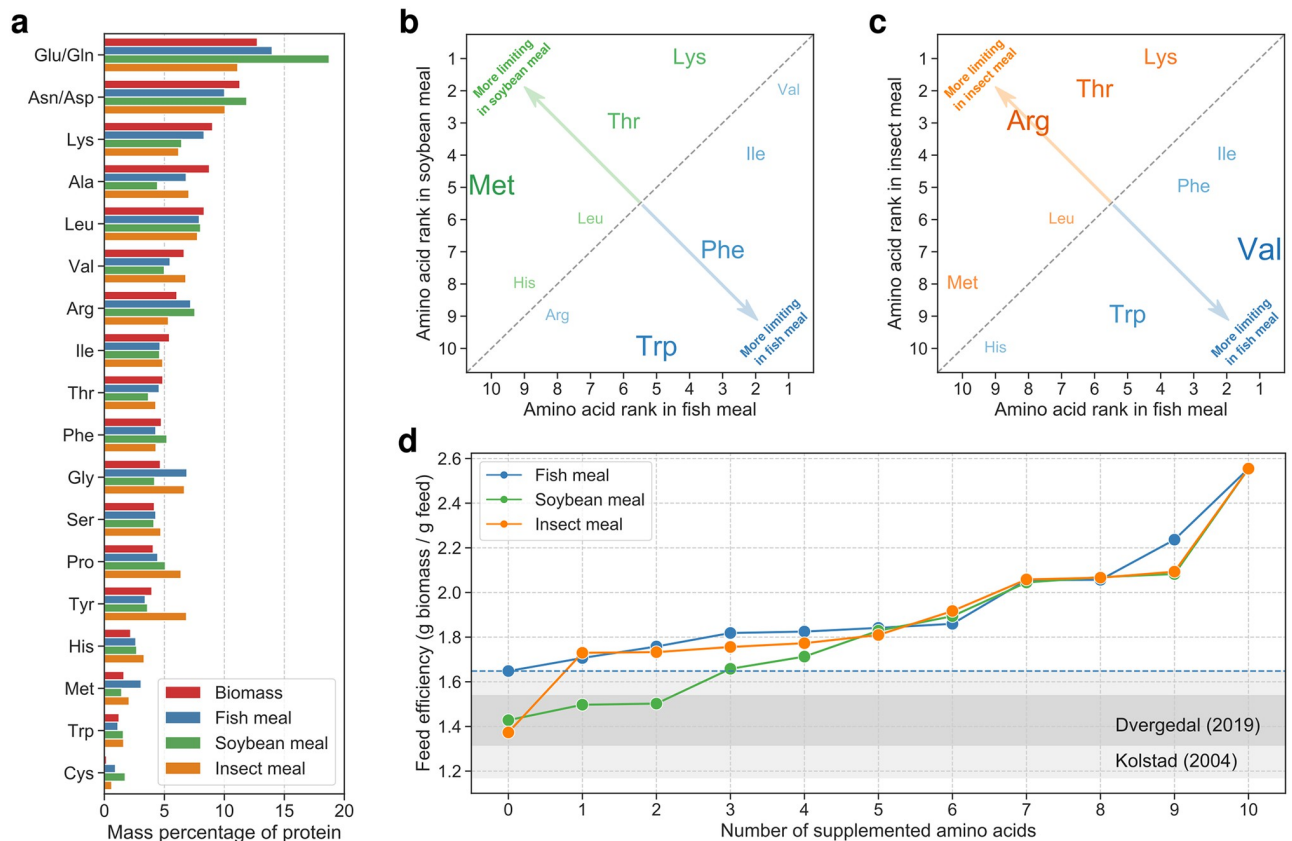 a
Glu/Gln
Asn/Asp
Lys
Ala
Leu
Val
Arg
Ile
Thr
Phe
Gly
Ser
Pro
Tyr
His
Met
Trp
Cys
Biomass
Fish meal
Soybean meal
Insect meal
0 5 10 15 20
Mass percentage of protein
b
Amino acid rank in soybean meal
1
2
3
4
5
6
7
8
9
10
More limiting
in soybean meal
Lys
Val
Thr
Ile
Met
Leu
Phe
His
Arg
Trp
More limiting
in fish meal
10 9 8 7 6 5 4 3 2 1
Amino acid rank in fish meal
c
Amino acid rank in insect meal
1
2
3
4
5
6
7
8
9
10
More limiting
in insect meal
Lys
Thr
Arg
Ile
Phe
Leu
Val
Met
Trp
His
More limiting
in fish meal
10 9 8 7 6 5 4 3 2 1
Amino acid rank in fish meal
d
Feed efficiency (g biomass / g feed)
2.6
2.4
2.2
2.0
1.8
1.6
1.4
1.2
Fish meal
Soybean meal
Insect meal
Dvergedal (2019)
Kolstad (2004)
0 1 2 3 4 5 6 7 8 9 10
Number of supplemented amino acids